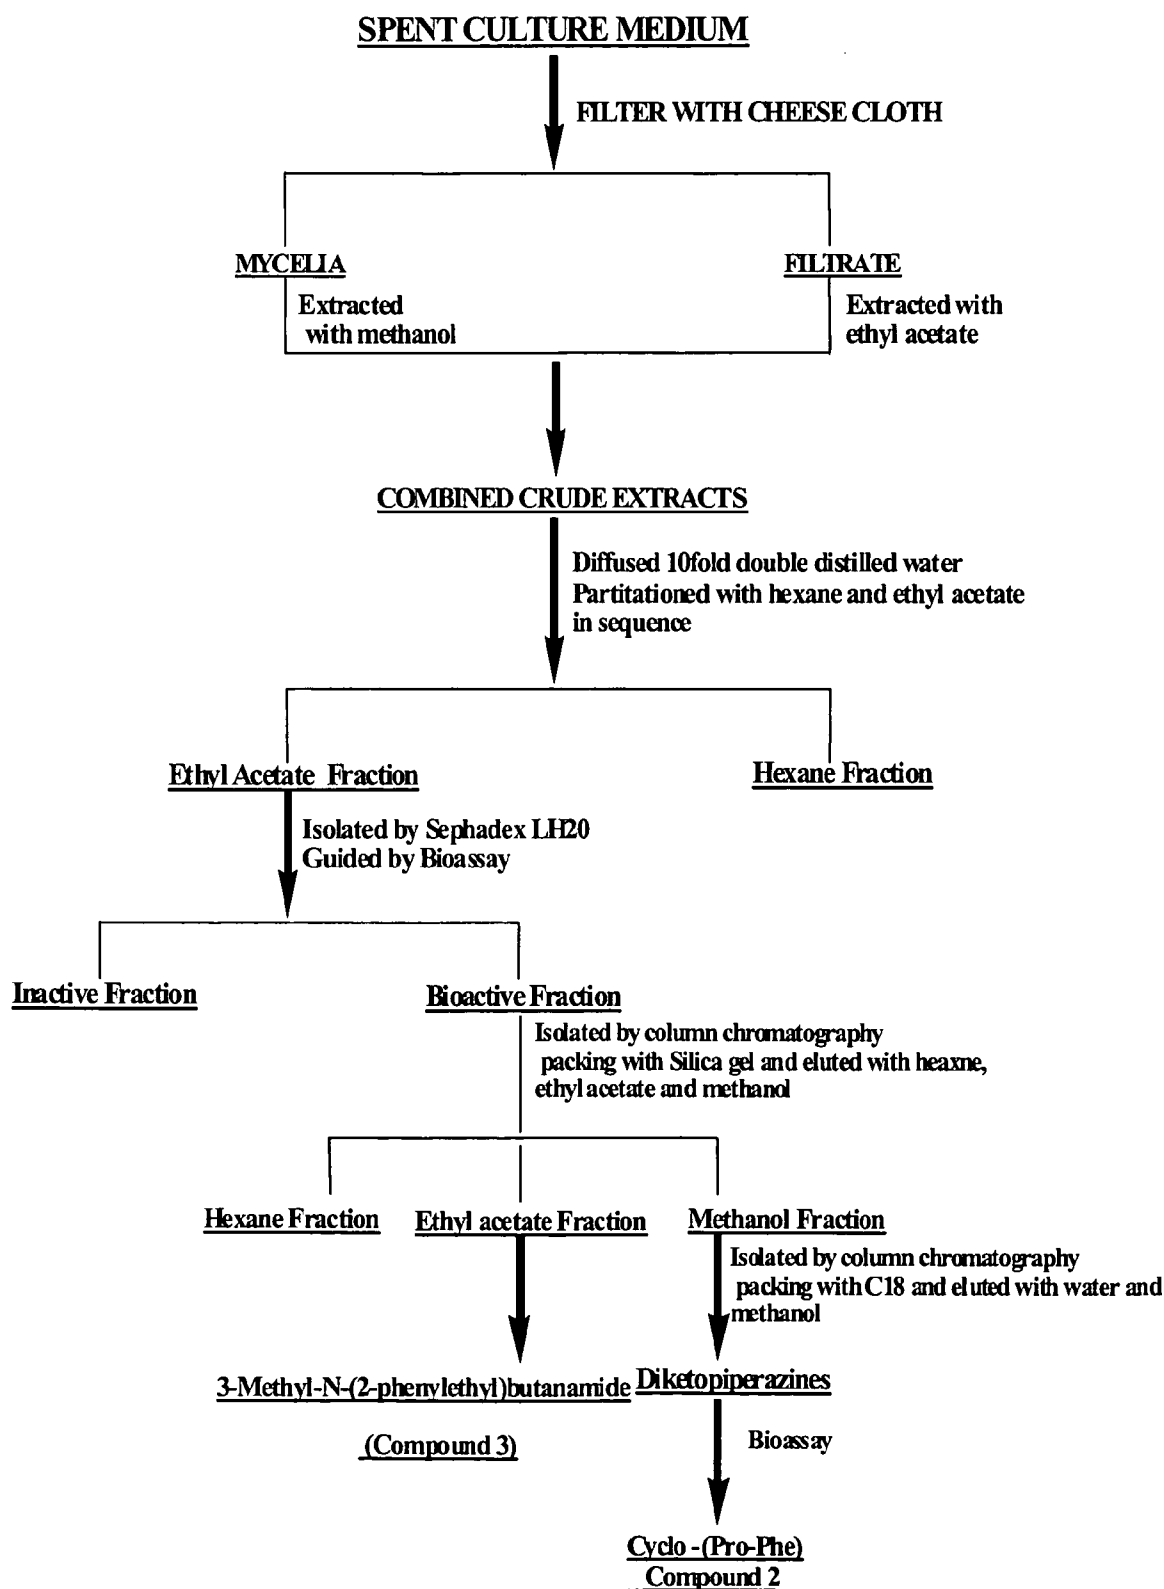 SPENT CULTURE MEDIUM
FILTER WITH CHEESE CLOTH
MYCELIA
FILTRATE
Extracted
with methanol
Extracted with
ethyl acetate
COMBINED CRUDE EXTRACTS
Diffused 10fold double distilled water
Partitationed with hexane and ethyl acetate
in sequence
Ethyl Acetate Fraction
Hexane Fraction
Isolated by Sephadex LH20
Guided by Bioassay
Inactive Fraction
Bioactive Fraction
Isolated by column chromatography
packing with Silica gel and eluted with heaxne,
ethyl acetate and methanol
Hexane Fraction
Ethyl acetate Fraction
Methanol Fraction
Isolated by column chromatography
packing with C18 and eluted with water and
methanol
3-Methyl-N-(2-phenylethyl)butanamide
(Compound 3)
Diketopiperazines
Bioassay
Cyclo -(Pro-Phe)
Compound 2